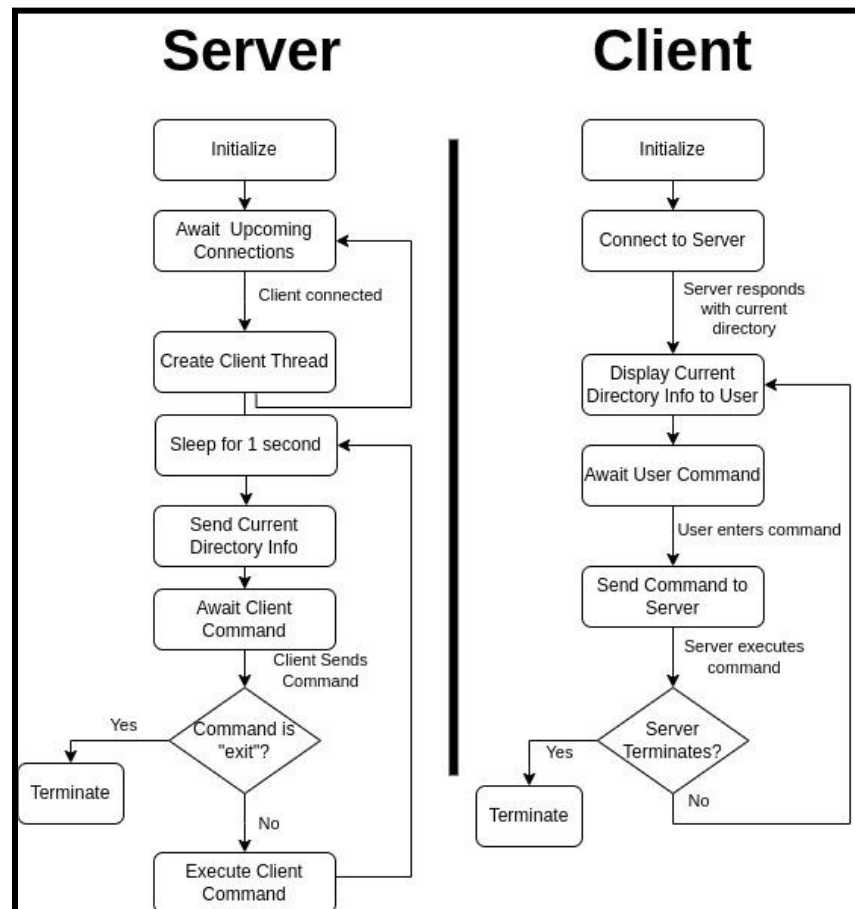 Server
Initialize
Await Upcoming
Connections
Client connected
Create Client Thread
Sleep for 1 second
Send Current
Directory Info
Await Client
Command
Client Sends
Command
Command is
"exit"?
Yes
Terminate
No
Execute Client
Command
Client
Initialize
Connect to Server
Server responds
with current
directory
Display Current
Directory Info to User
Await User Command
User enters command
Send Command to
Server
Server executes
command
Server
Terminates?
Yes
Terminate
No